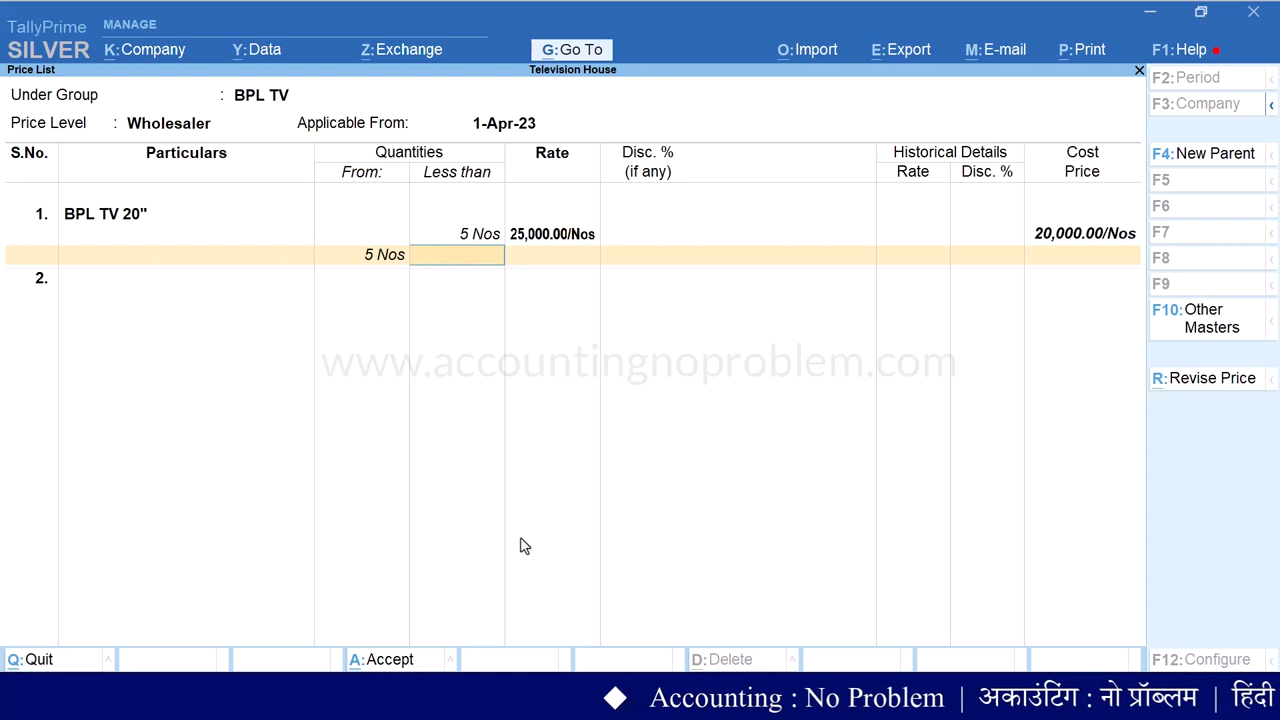 TallyPrime MANAGE
SILVER K:Company Y:Data Z:Exchange G:Go To O:Import E:Export M:E-mail P:Print F1:Help
Price List Television House
Under Group : BPL TV
Price Level : Wholesaler Applicable From: 1-Apr-23
S.No. Particulars Quantities Rate Disc. % Historical Details Cost
From: Less than (if any) Rate Disc. % Price
1. BPL TV 20"
5 Nos 25,000.00/Nos 20,000.00/Nos
5 Nos
2.
F2:Period
F3:Company
F4:New Parent
F5
F6
F7
F8
F9
F10:Other
Masters
R:Revise Price
www.accountingnoproblem.com
Q:Quit A:Accept D:Delete F12:Configure
Accounting : No Problem | अकाउंटिंग : नो प्रॉब्लम | हिंदी